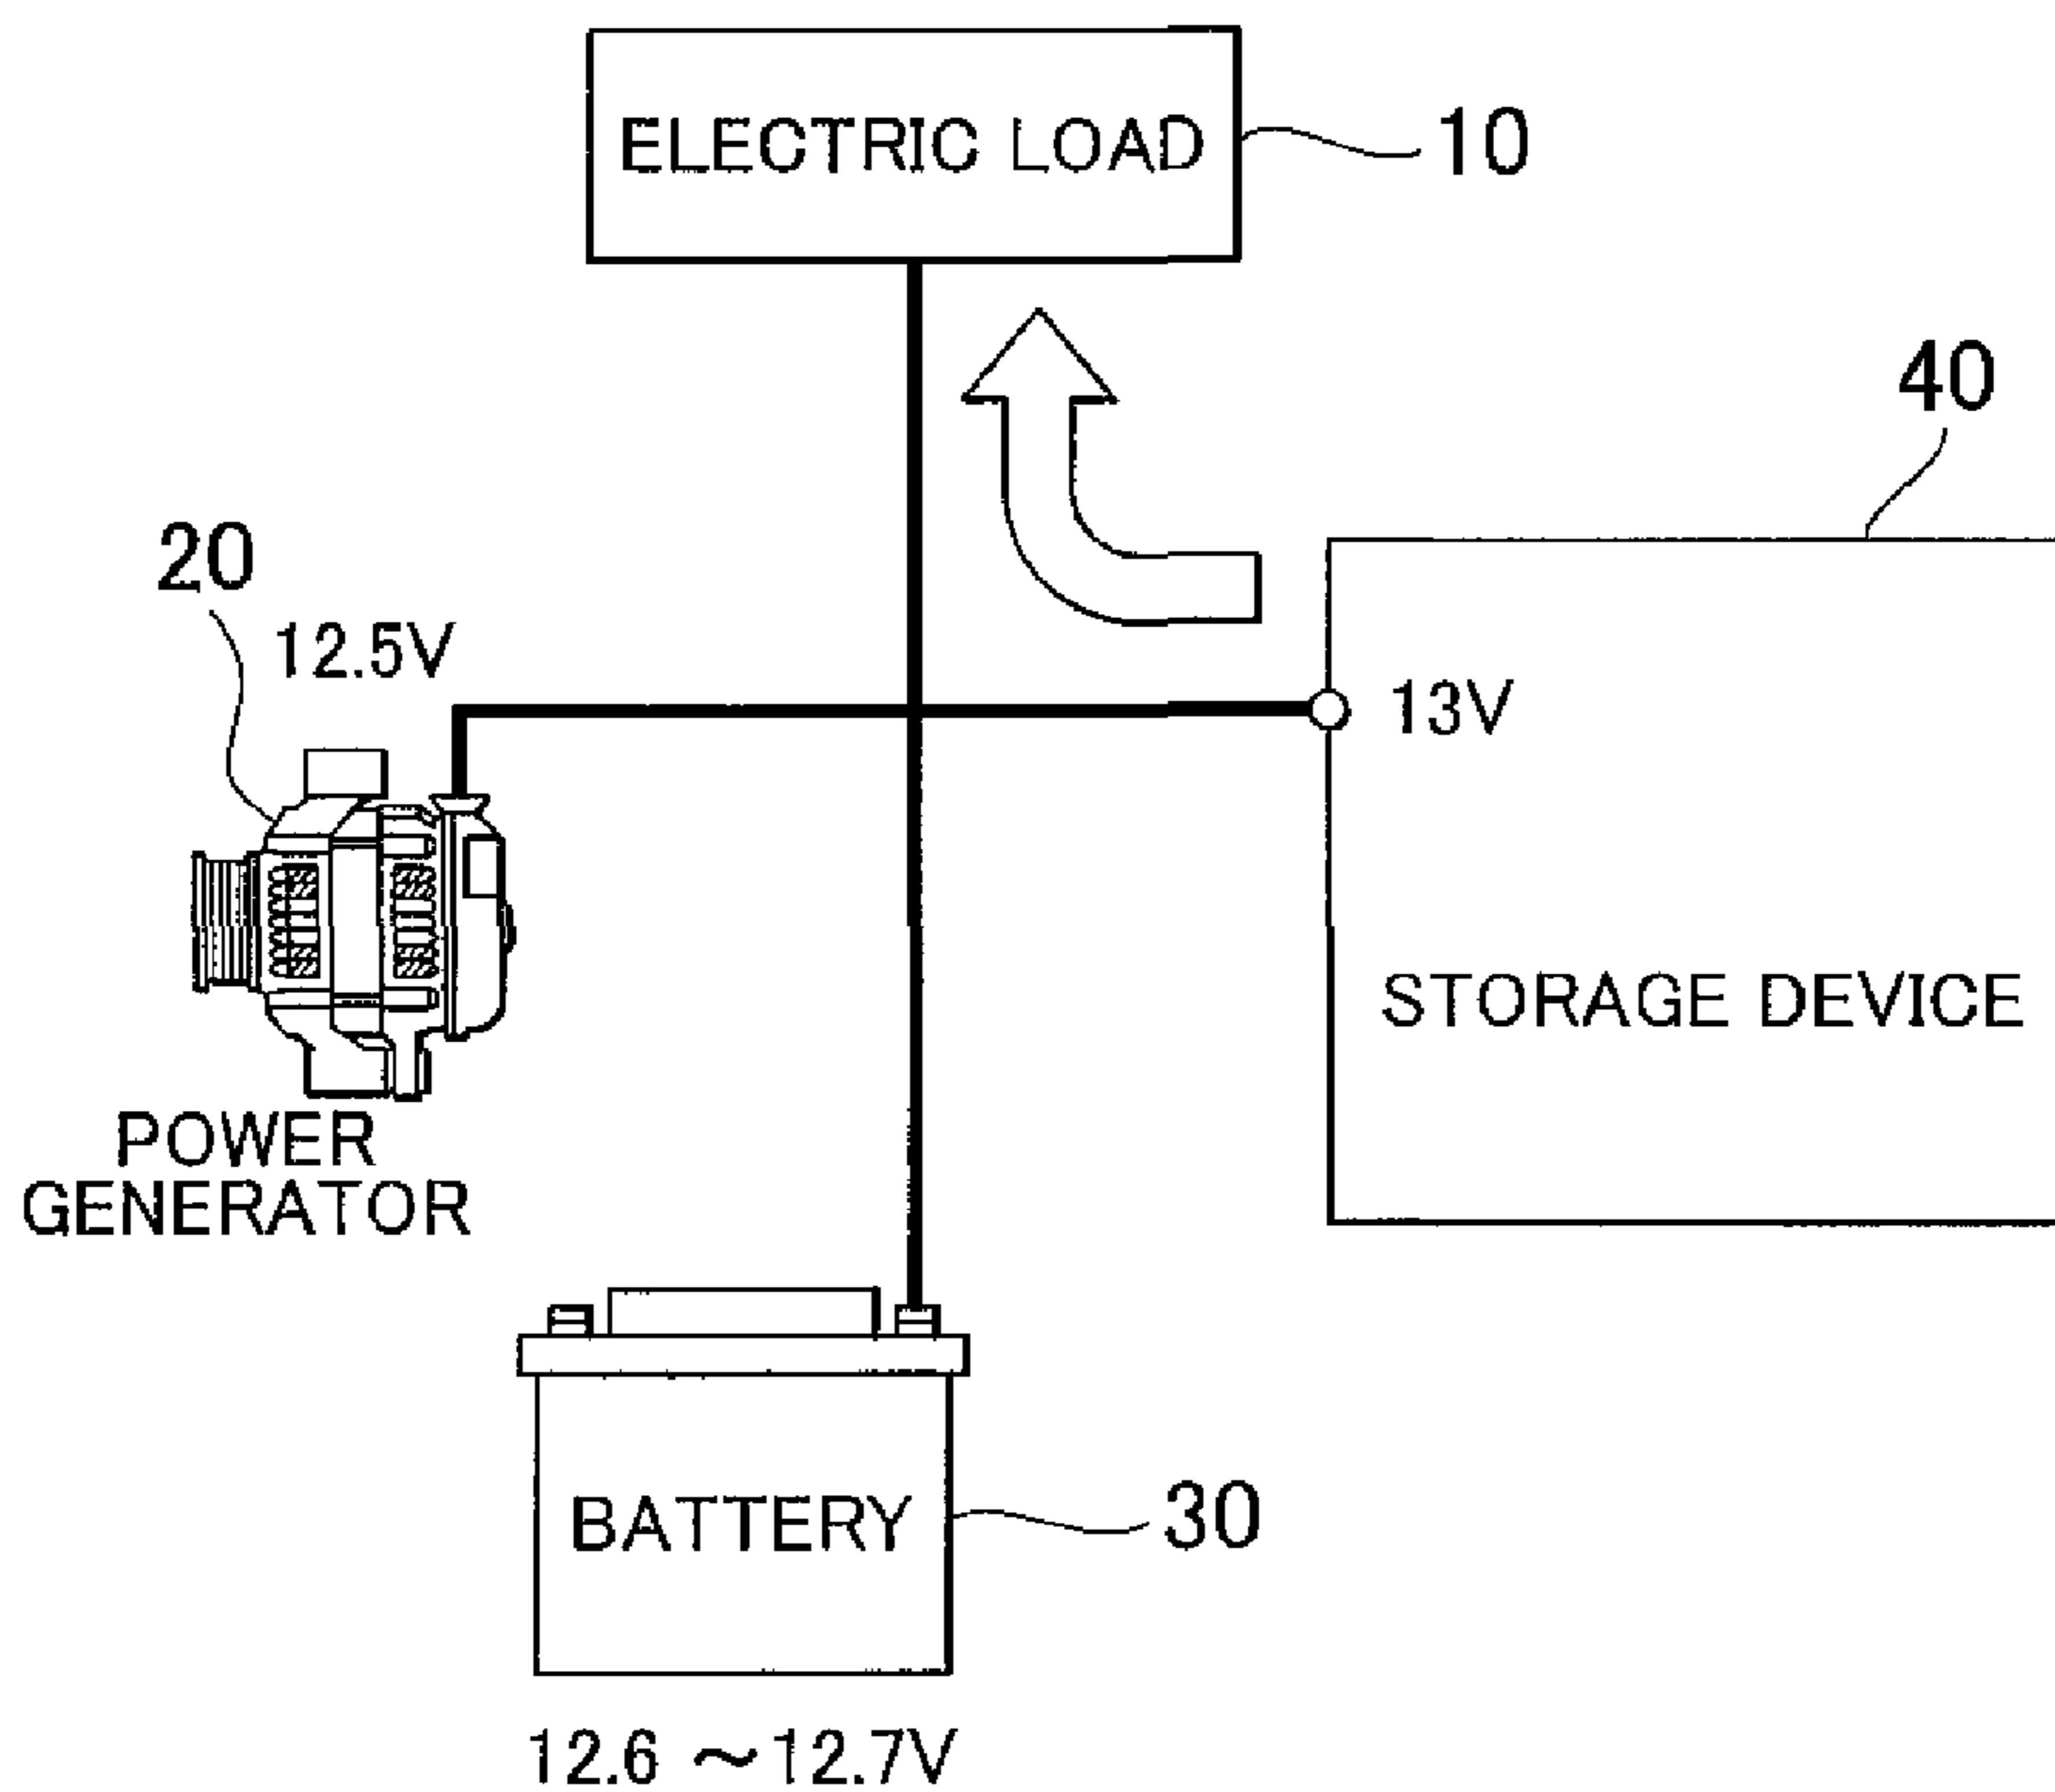 ELECTRIC LOAD
10
40
20
12.5V
13V
STORAGE DEVICE
POWER
GENERATOR
BATTERY
30
12.6 ～12.7V